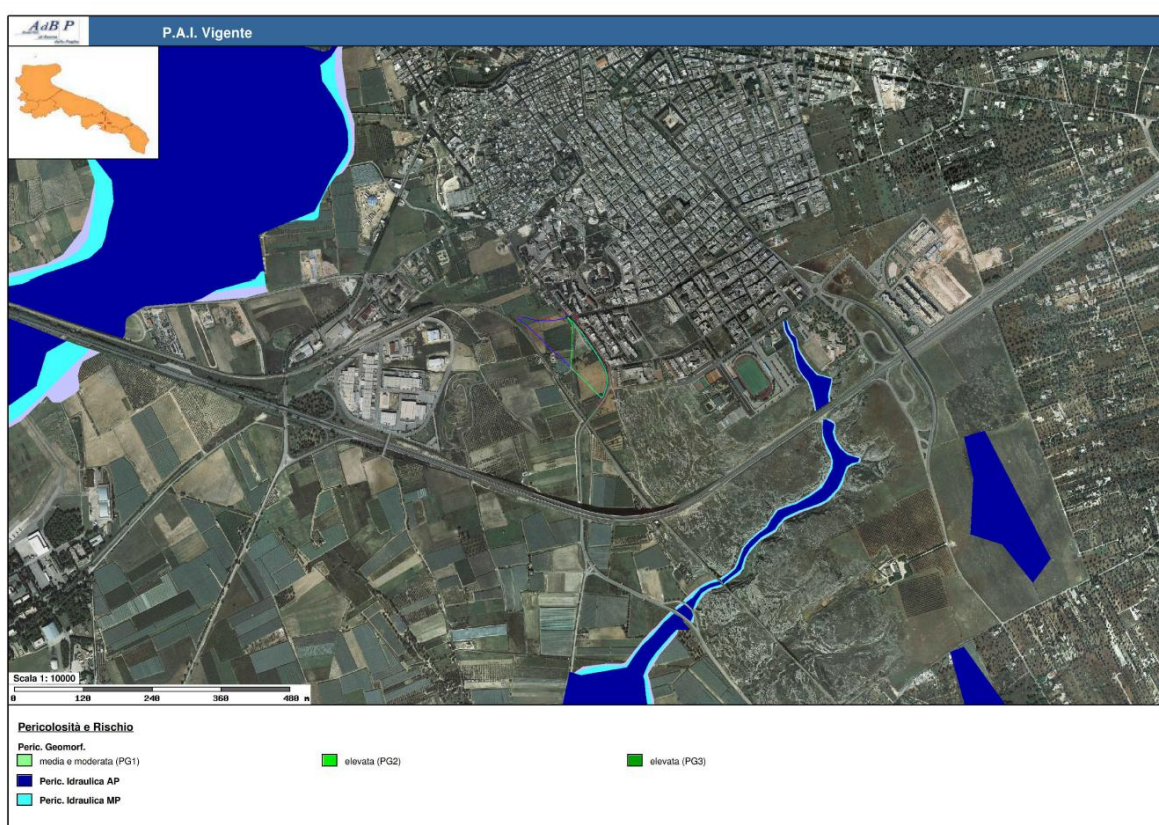 AdBP
P.A.I. Vigente
Scala 1: 10000
0 120 240 360 480 m
Pericolosità e Rischio
Peric. Geomorf.
media e moderata (PG1) elevata (PG2) elevata (PG3)
Peric. Idraulica AP
Peric. Idraulica MP